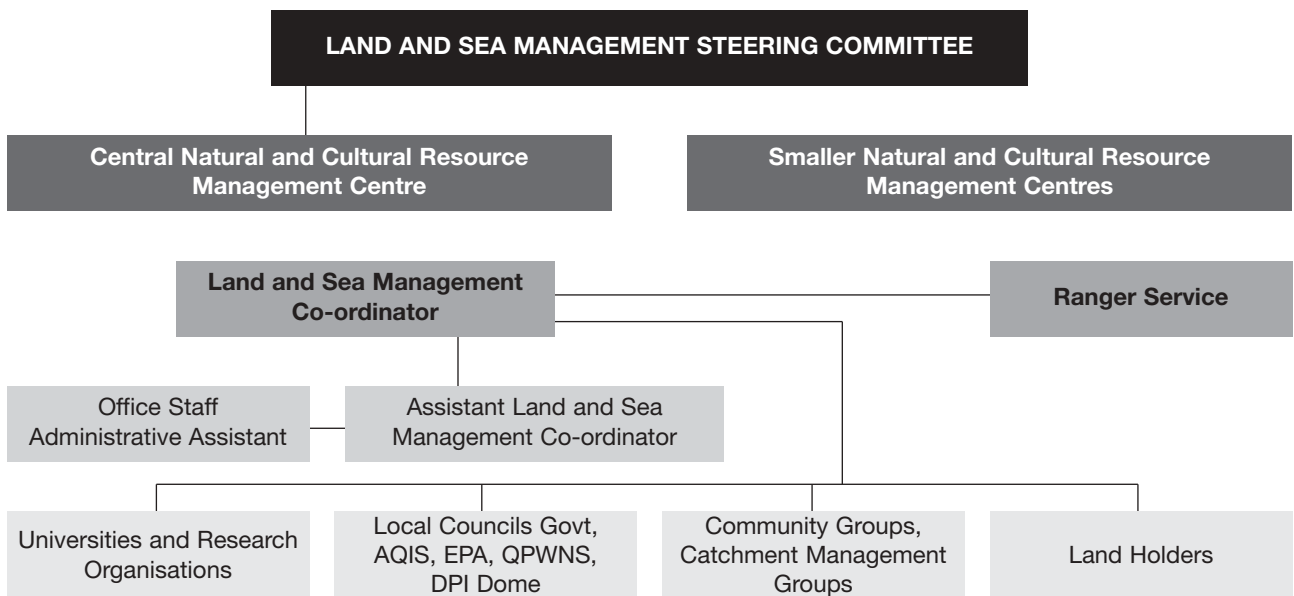 LAND AND SEA MANAGEMENT STEERING COMMITTEE
Central Natural and Cultural Resource
Management Centre
Smaller Natural and Cultural Resource
Management Centres
Land and Sea Management
Co-ordinator
Ranger Service
Office Staff
Administrative Assistant
Assistant Land and Sea
Management Co-ordinator
Universities and Research
Organisations
Local Councils Govt,
AQIS, EPA, QPWNS,
DPI Dome
Community Groups,
Catchment Management
Groups
Land Holders